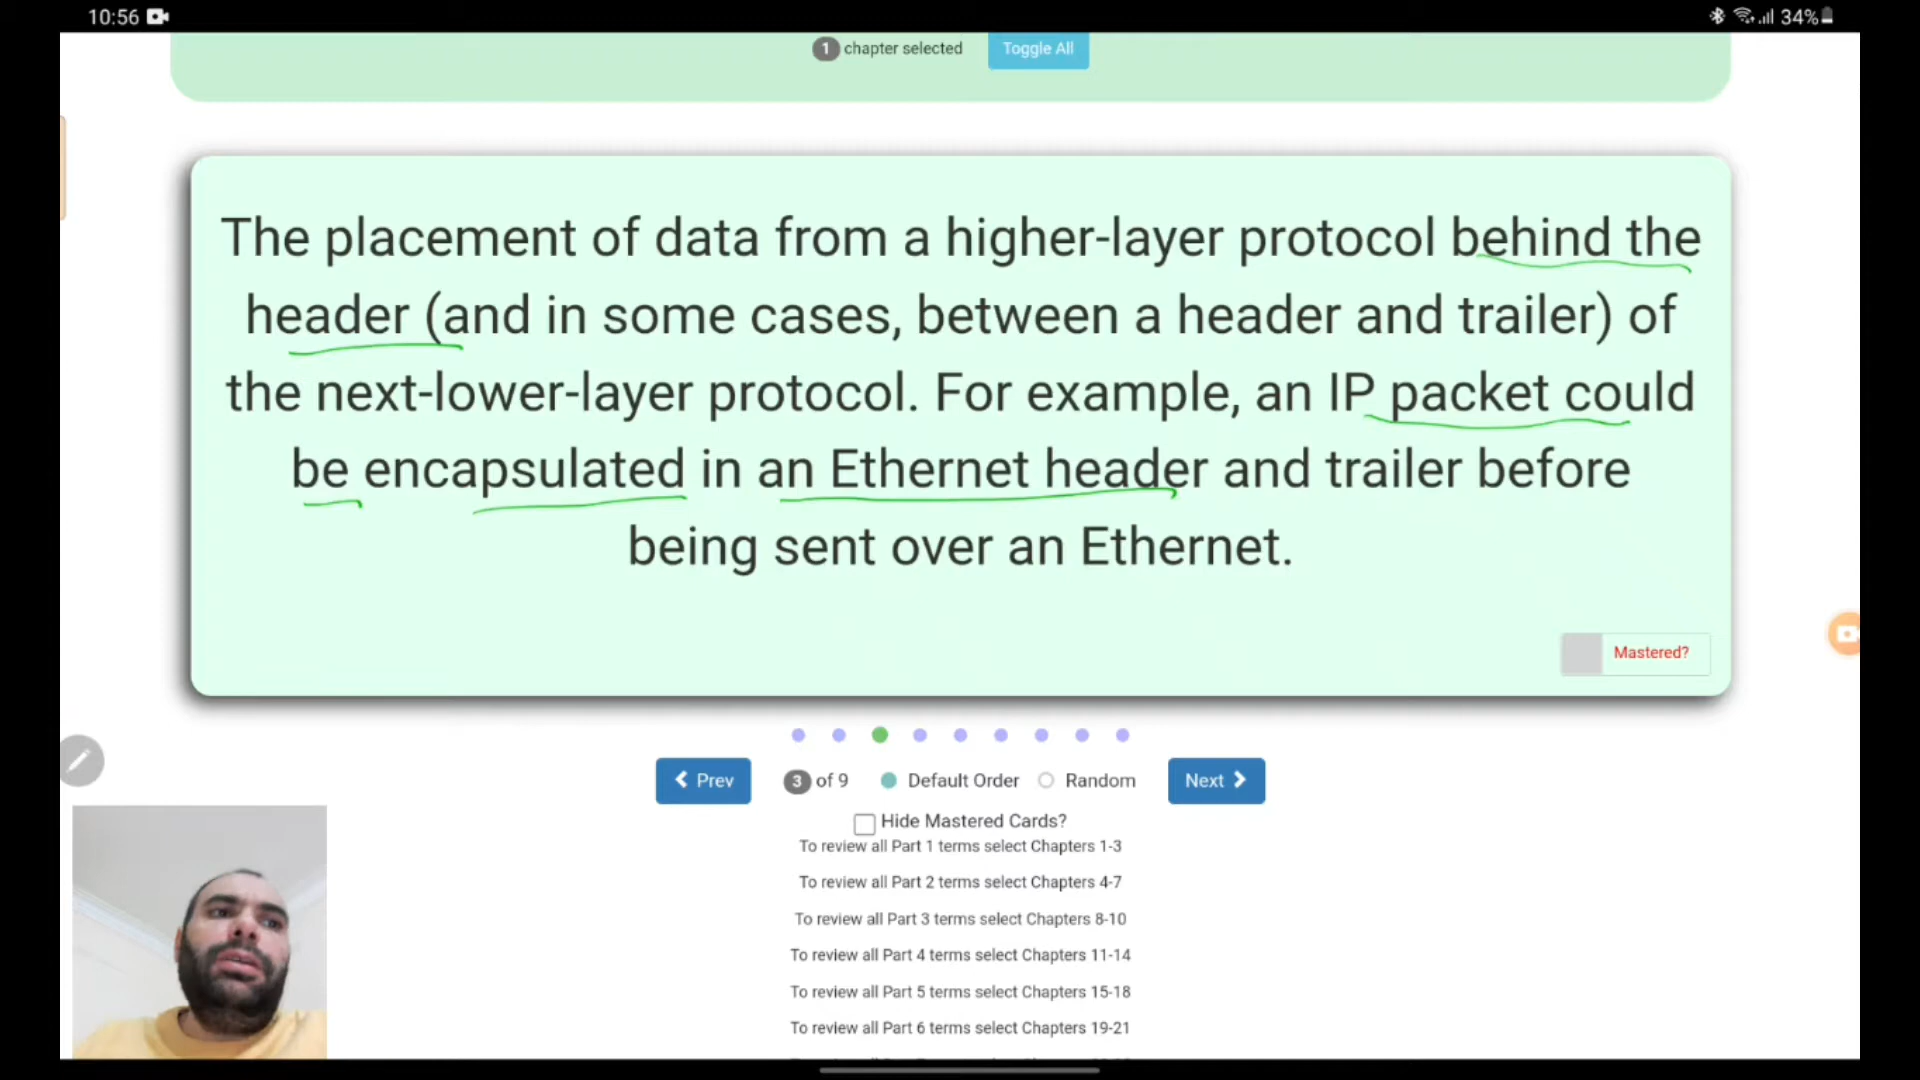 10:56
34%
1 chapter selected Toggle All
The placement of data from a higher-layer protocol behind the
header (and in some cases, between a header and trailer) of
the next-lower-layer protocol. For example, an IP packet could
be encapsulated in an Ethernet header and trailer before
being sent over an Ethernet.
Mastered?
Prev 3 of 9 Default Order Random Next
Hide Mastered Cards?
To review all Part 1 terms select Chapters 1-3
To review all Part 2 terms select Chapters 4-7
To review all Part 3 terms select Chapters 8-10
To review all Part 4 terms select Chapters 11-14
To review all Part 5 terms select Chapters 15-18
To review all Part 6 terms select Chapters 19-21